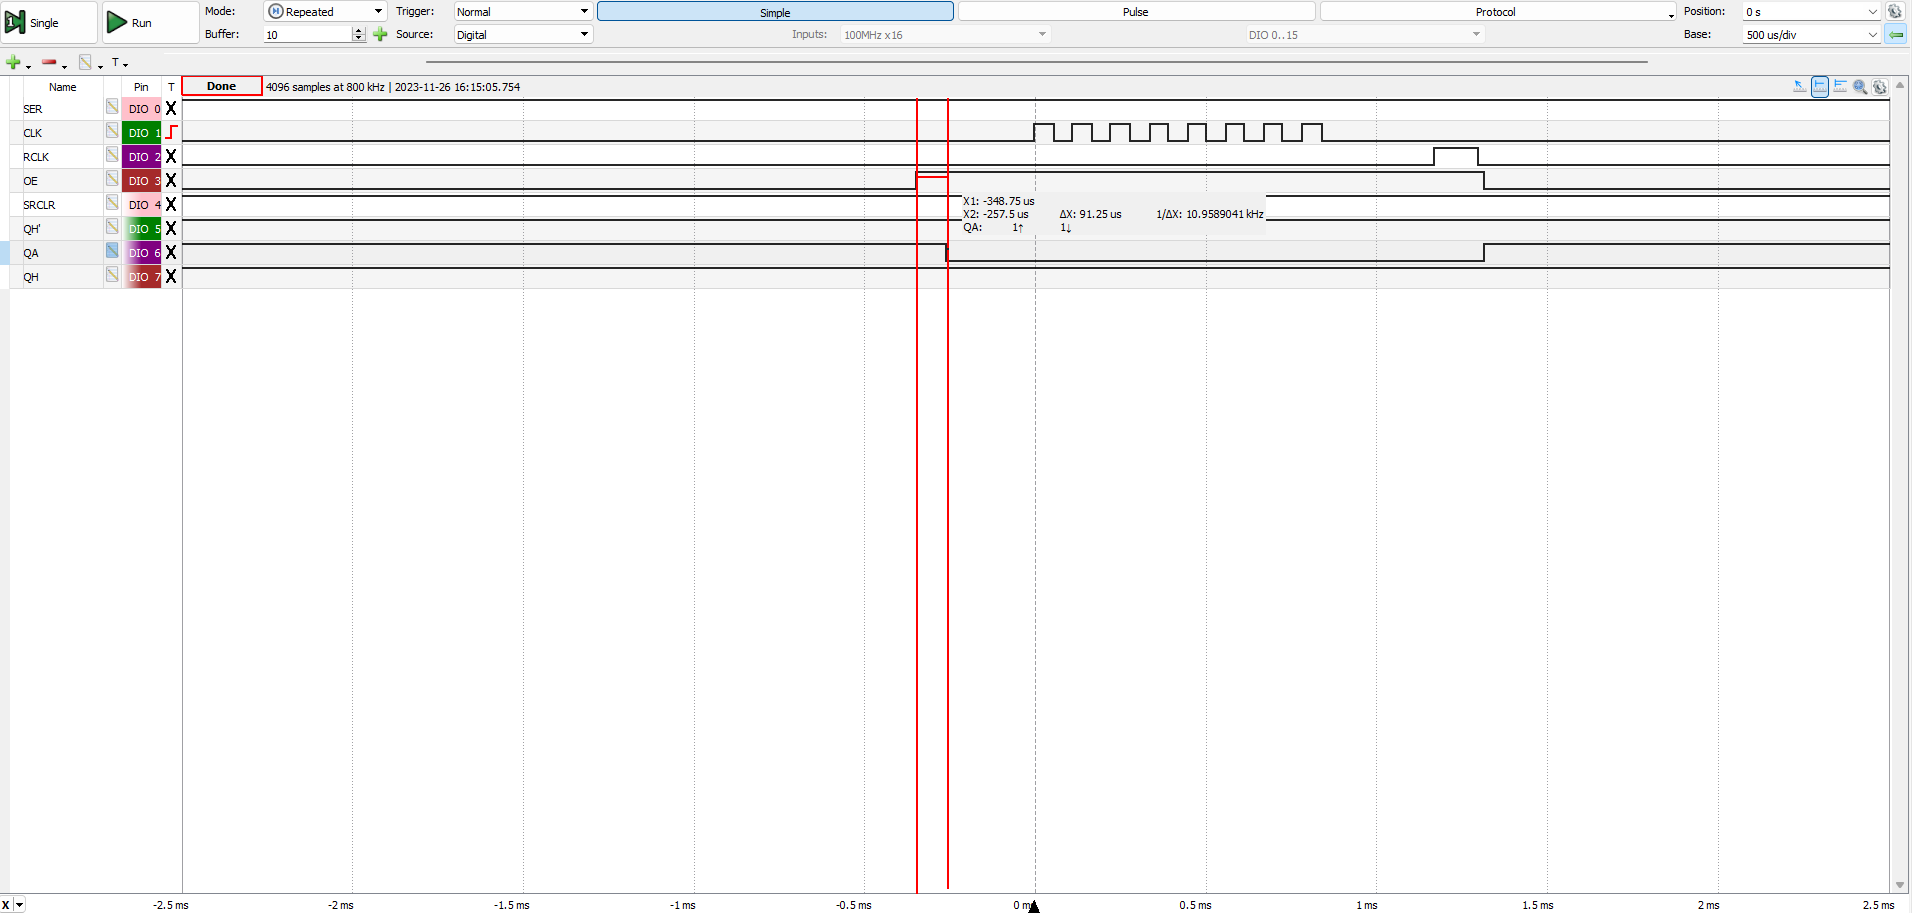 Single
Run
Mode: Repeated Trigger: Normal Simple Pulse Protocol Position: 0 s
Buffer: 10 Source: Digital Inputs: 100MHz x16 DIO 0..15 Base: 500 us/div
T
Name Pin T Done 4096 samples at 800 kHz | 2023-11-26 16:15:05.754
SER DIO 0 X
CLK DIO 1
RCLK DIO 2 X
OE DIO 3 X
SRCLR DIO 4 X
QH' DIO 5 X
QA DIO 6 X
QH DIO 7 X
X1: -348.75 us
X2: -257.5 us ΔX: 91.25 us 1/ΔX: 10.9589041 kHz
QA: 1↑ 1↓
X -2.5 ms -2 ms -1.5 ms -1 ms -0.5 ms 0 ms 0.5 ms 1 ms 1.5 ms 2 ms 2.5 ms